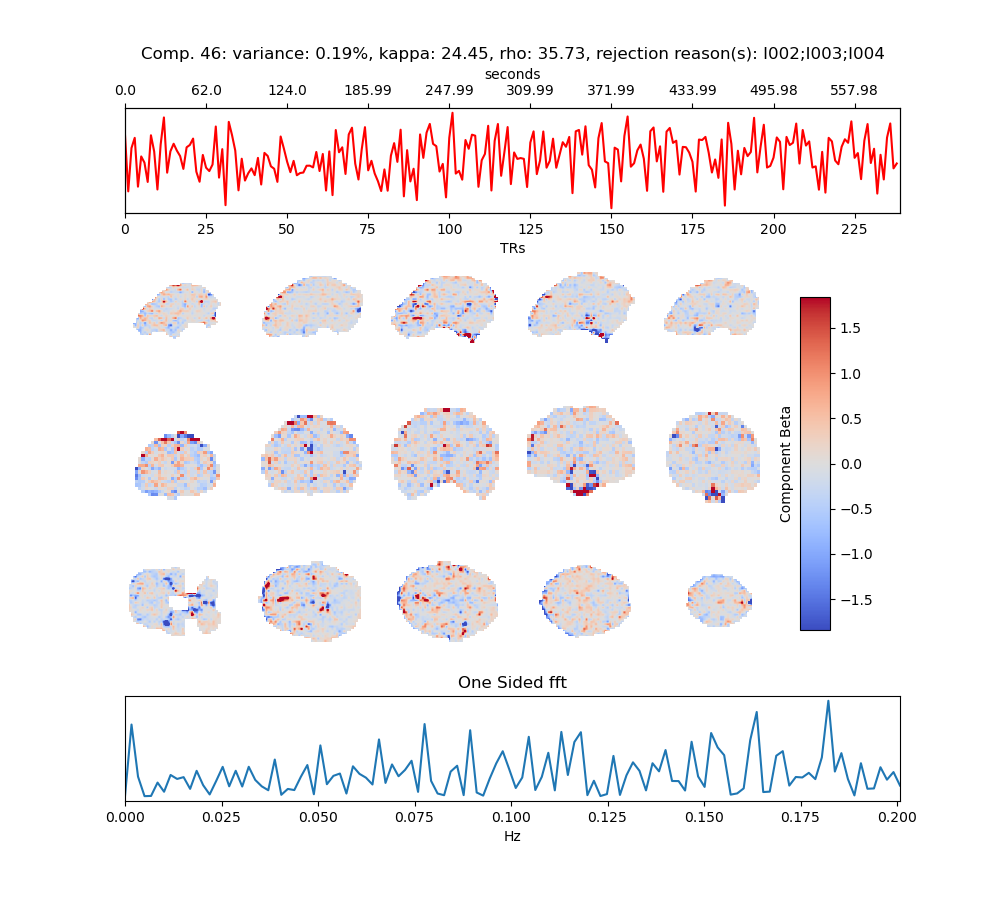 Comp. 46: variance: 0.19%, kappa: 24.45, rho: 35.73, rejection reason(s): I002;I003;I004
seconds
0.0 62.0 124.0 185.99 247.99 309.99 371.99 433.99 495.98 557.98
0 25 50 75 100 125 150 175 200 225
TRs
Component Beta
1.5
1.0
0.5
0.0
−0.5
−1.0
−1.5
One Sided fft
0.000 0.025 0.050 0.075 0.100 0.125 0.150 0.175 0.200
Hz